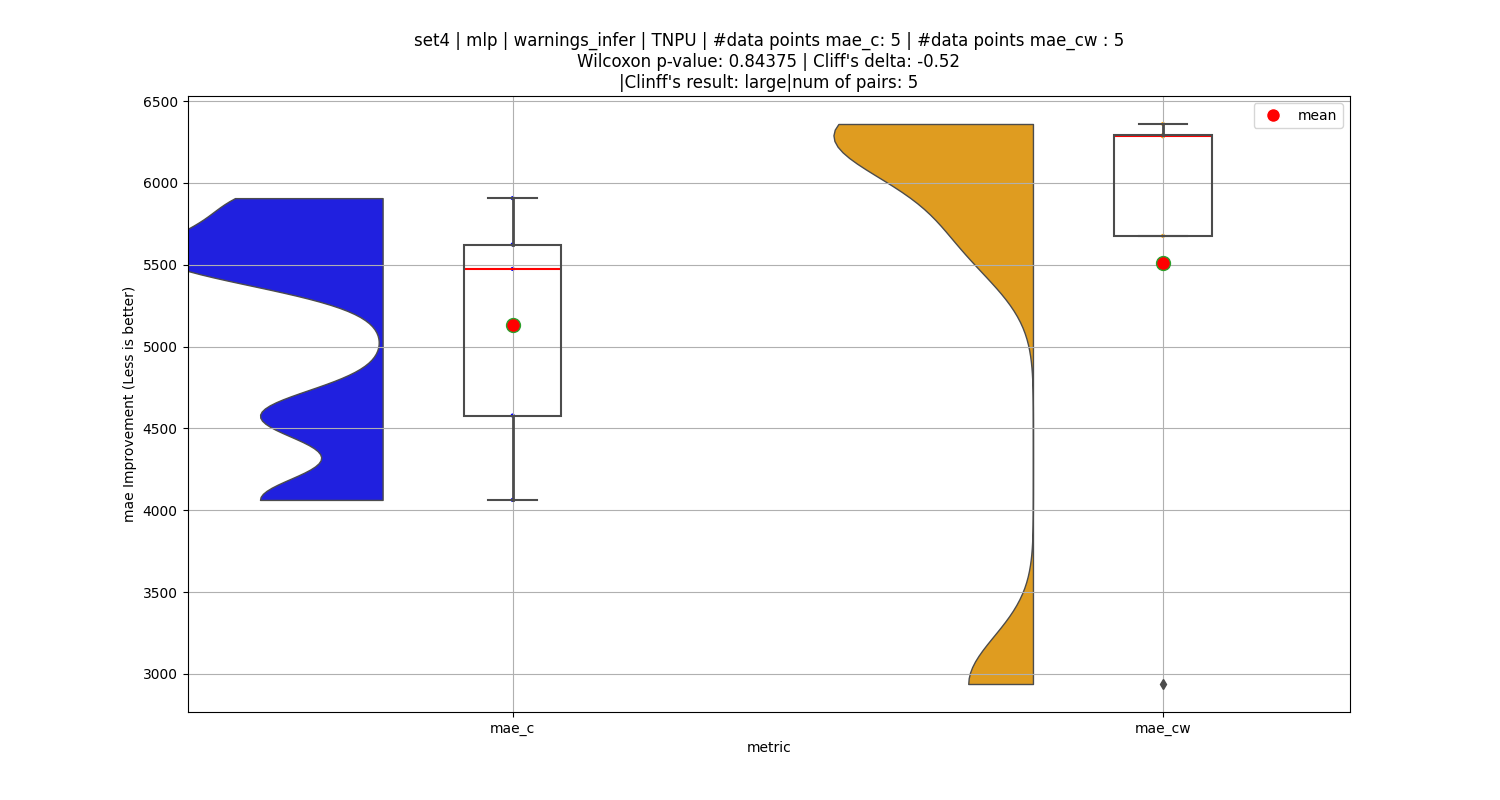 set4 | mlp | warnings_infer | TNPU | #data points mae_c: 5 | #data points mae_cw : 5
Wilcoxon p-value: 0.84375 | Cliff's delta: -0.52
|Clinff's result: large|num of pairs: 5
mean
6500
6000
5500
5000
4500
4000
3500
3000
mae Improvement (Less is better)
mae_c
mae_cw
metric